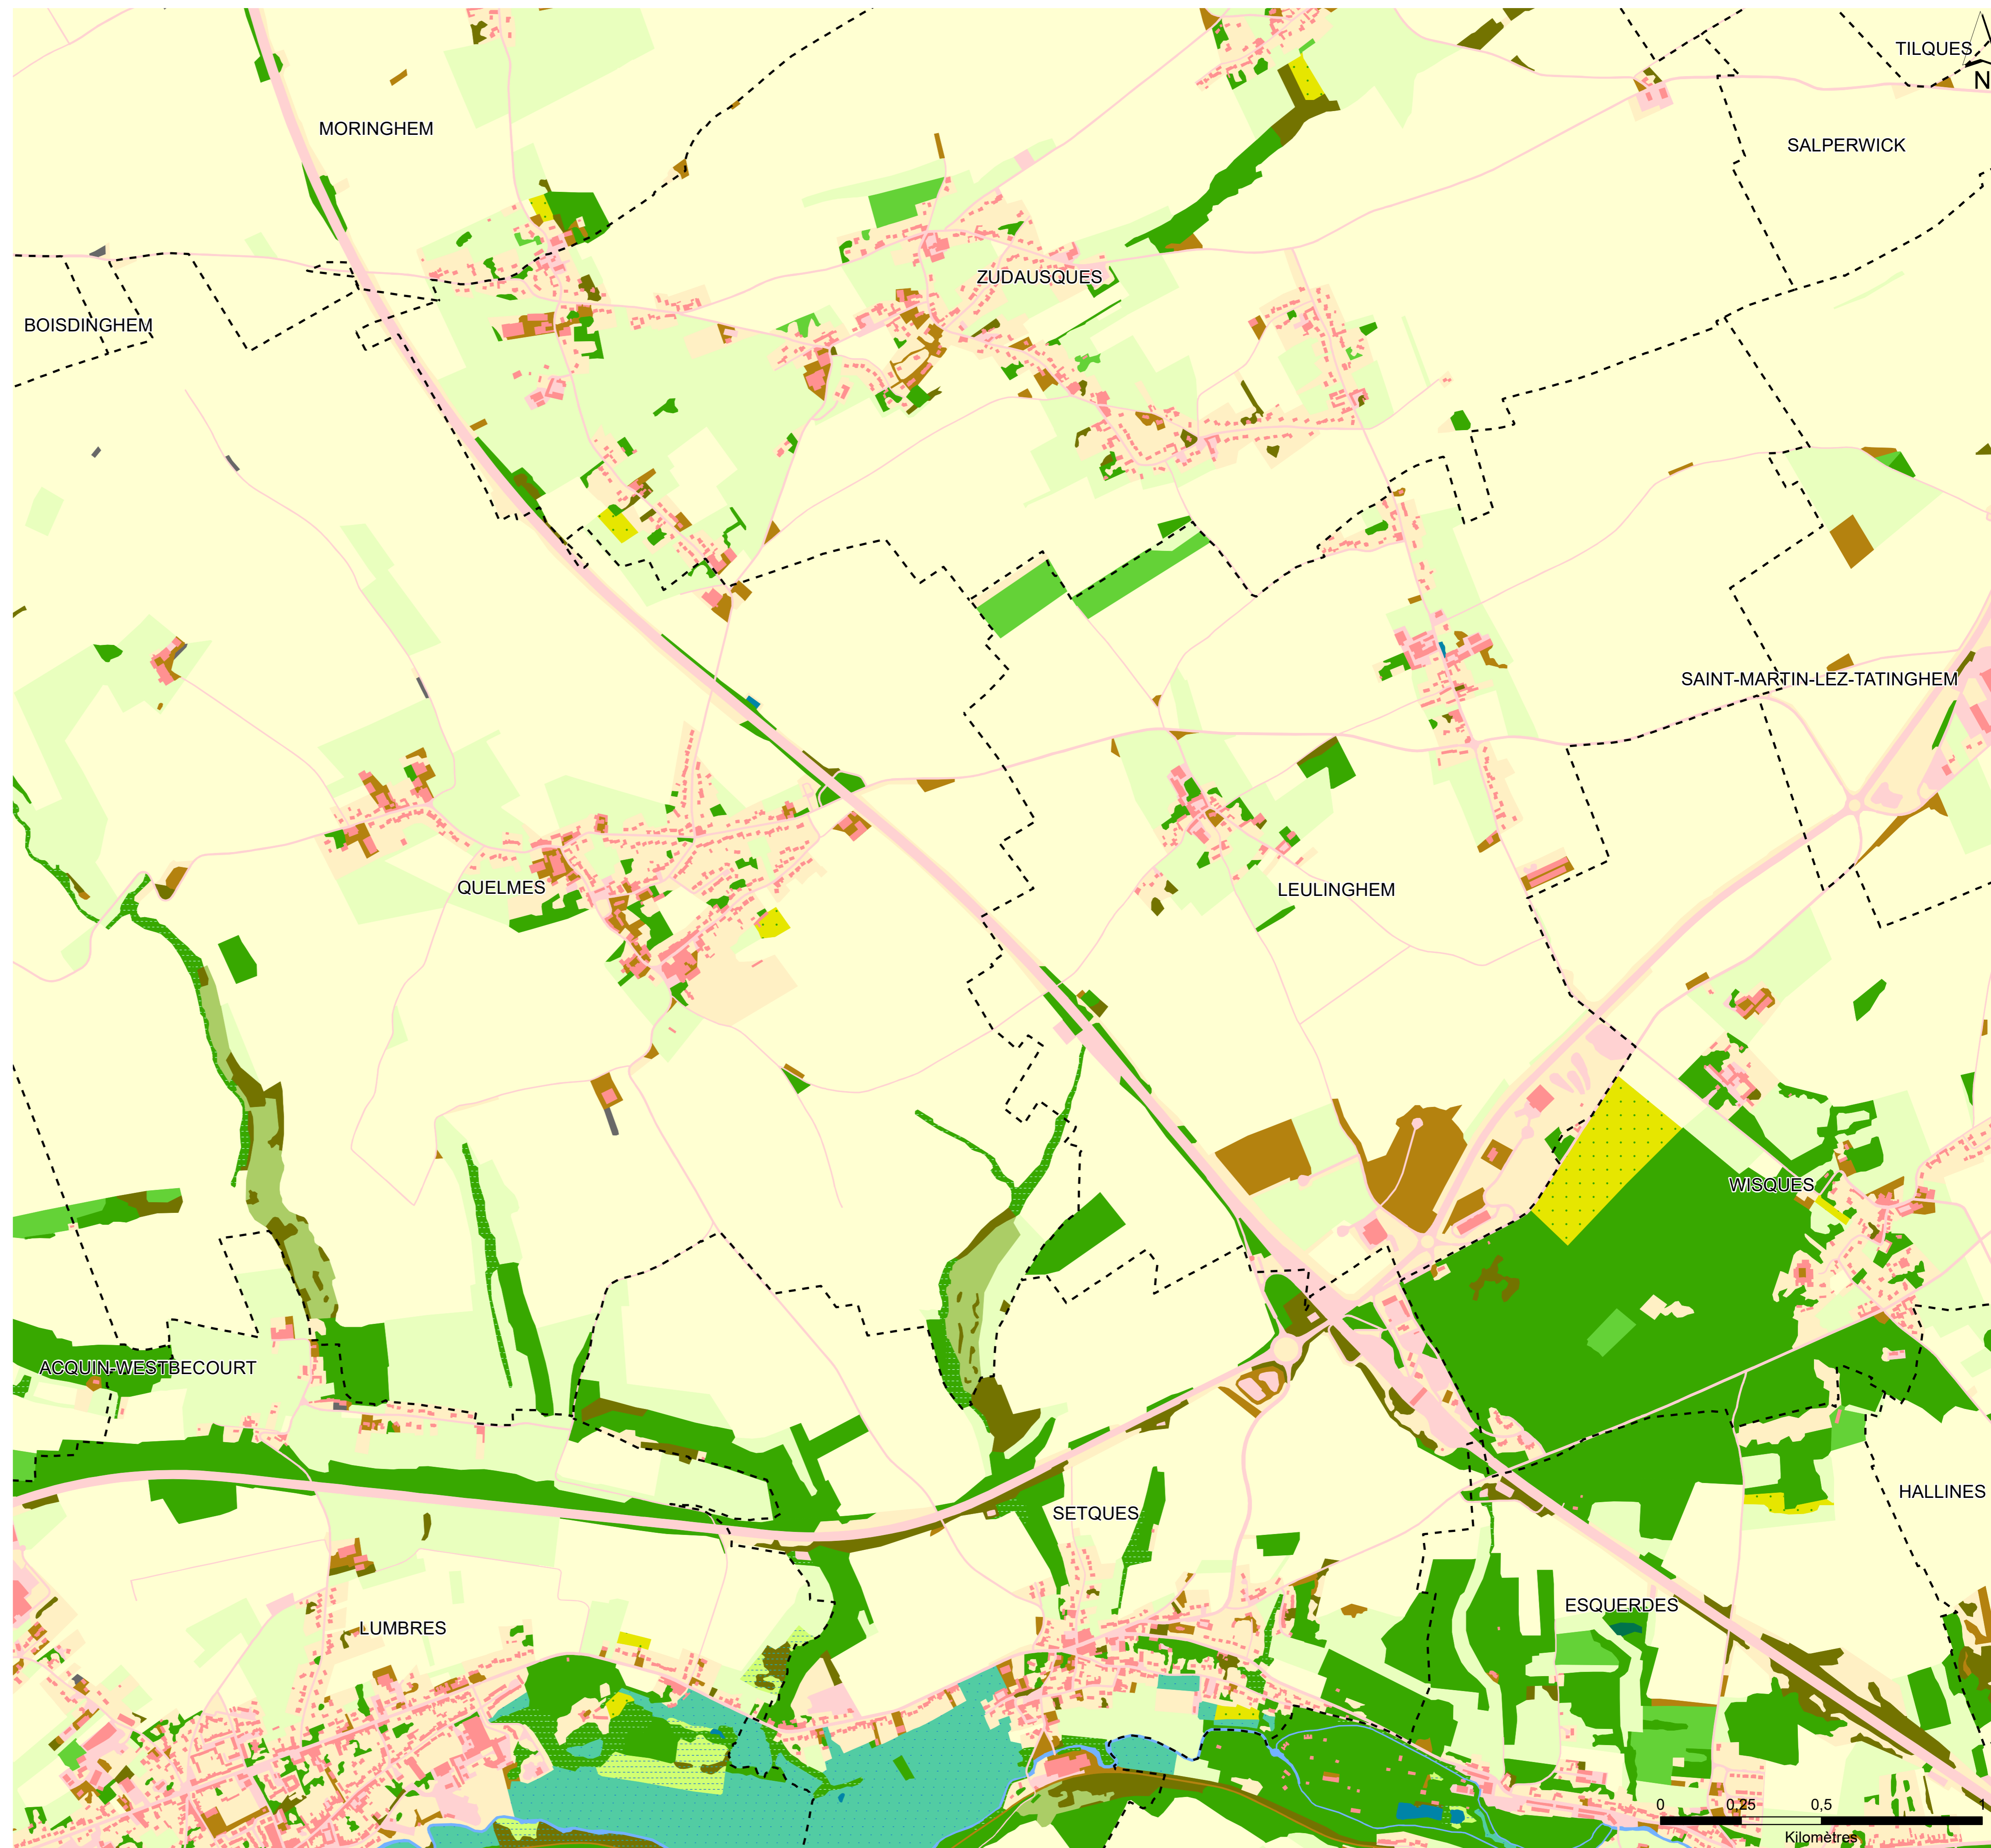 TILQUES
N
MORINGHEM
SALPERWICK
ZUDAUSQUES
BOISDINGHEM
SAINT-MARTIN-LEZ-TATINGHEM
QUELMES
LEULINGHEM
WISQUES
ACQUIN-WESTBECOURT
HALLINES
SETQUES
ESQUERDES
LUMBRES
0 0,25 0,5 1
Kilomètres